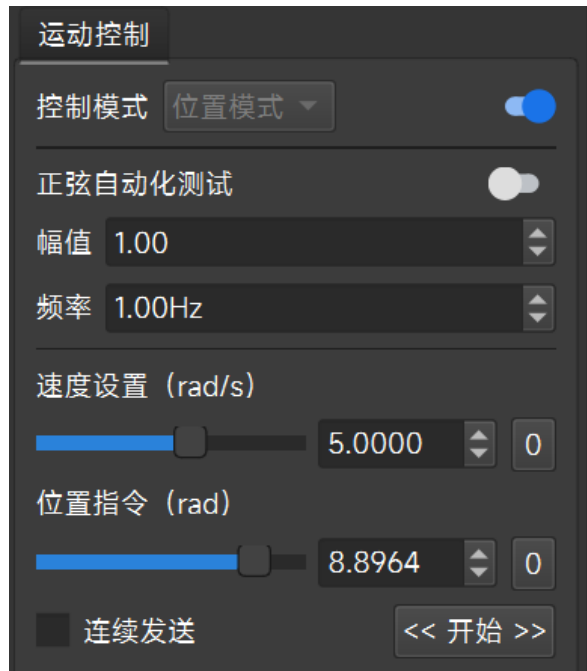 运动控制
控制模式 位置模式
正弦自动化测试
幅值 1.00
频率 1.00Hz
速度设置（rad/s）
5.0000 0
位置指令（rad）
8.8964 0
连续发送 << 开始 >>